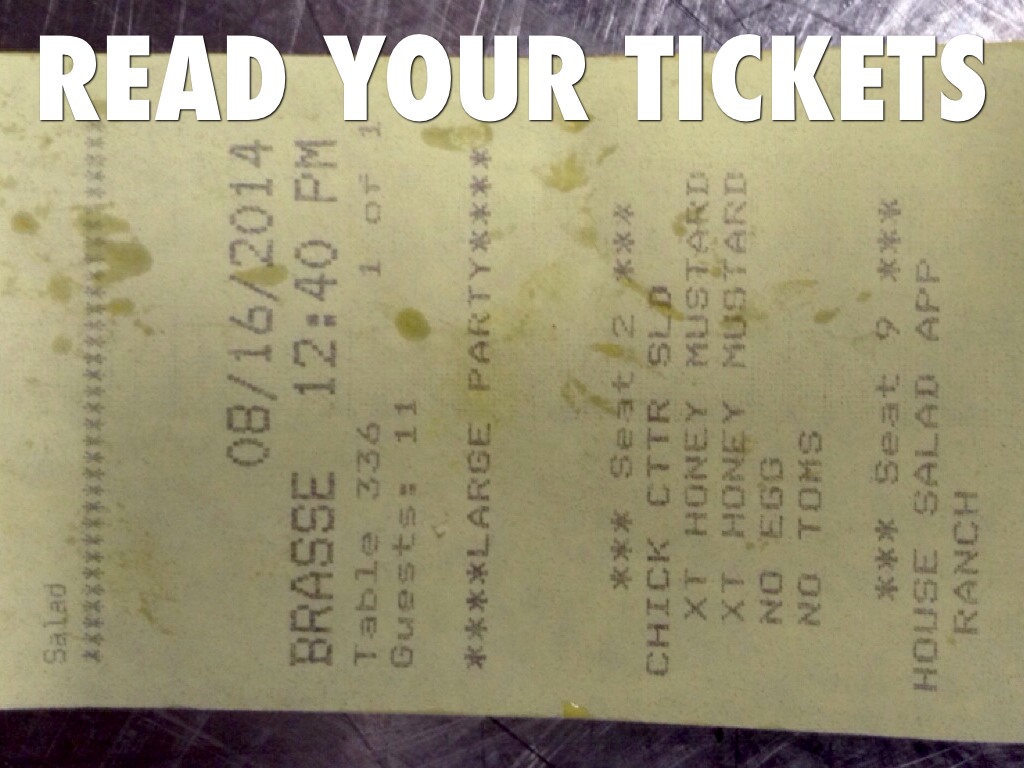 READ YOUR TICKETS
Salad
********************************
08/16/2014
BRASSE 12:40 PM
Table 336 1 of 1
Guests: 11
****LARGE PARTY****
*** Seat 2 ***
CHICK CTTR SLD
XT HONEY MUSTARD
XT HONEY MUSTARD
NO EGG
NO TOMS
*** Seat 9 ***
HOUSE SALAD APP
RANCH